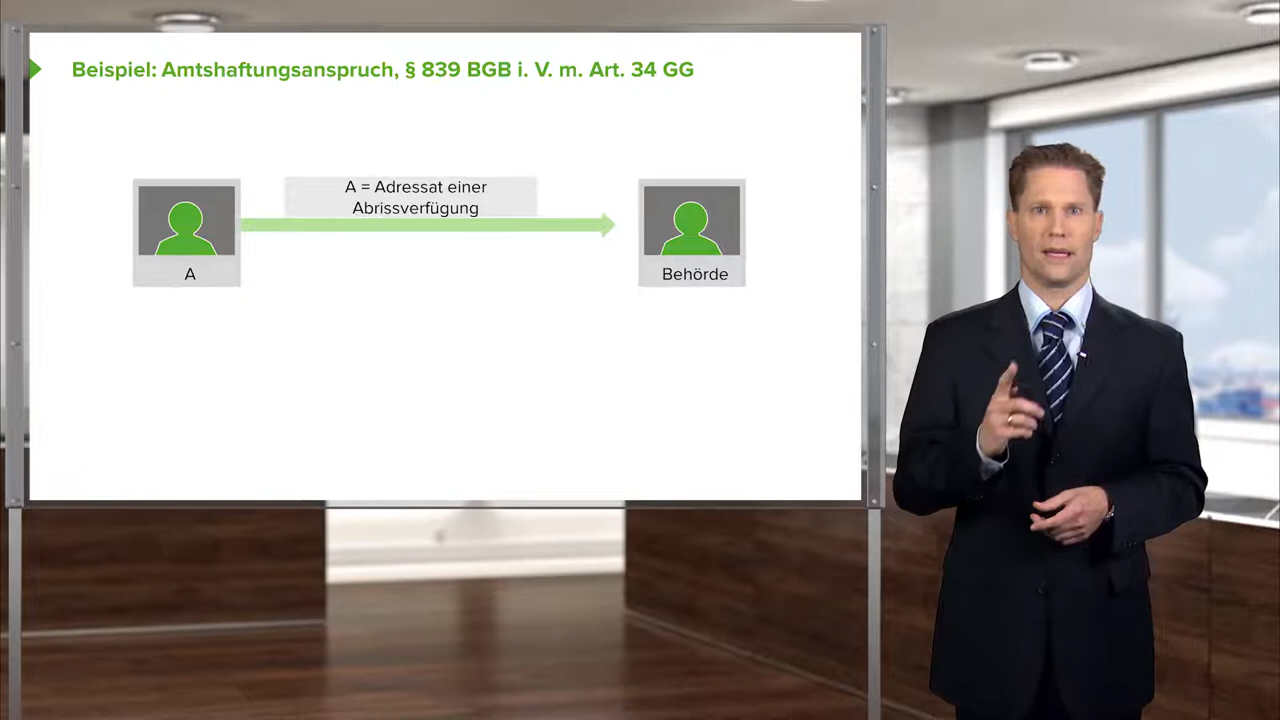 Beispiel: Amtshaftungsanspruch, § 839 BGB i. V. m. Art. 34 GG
A = Adressat einer
Abrissverfügung
A
Behörde